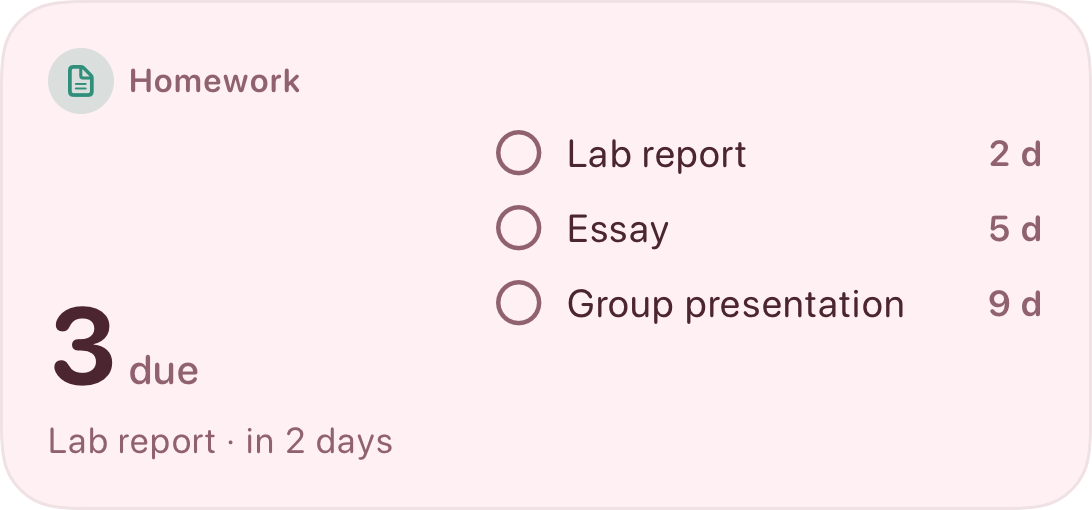 Homework
3 due
Lab report · in 2 days
Lab report 2 d
Essay 5 d
Group presentation 9 d